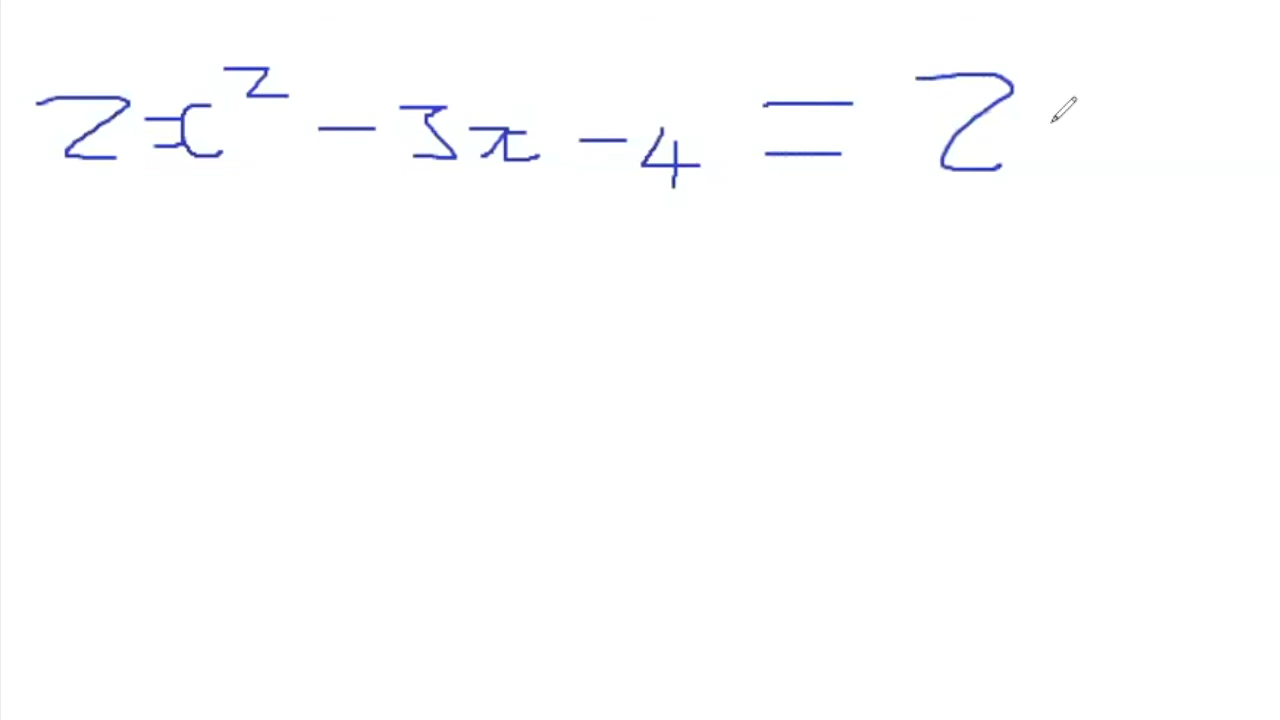 2x² - 3x - 4 = 2